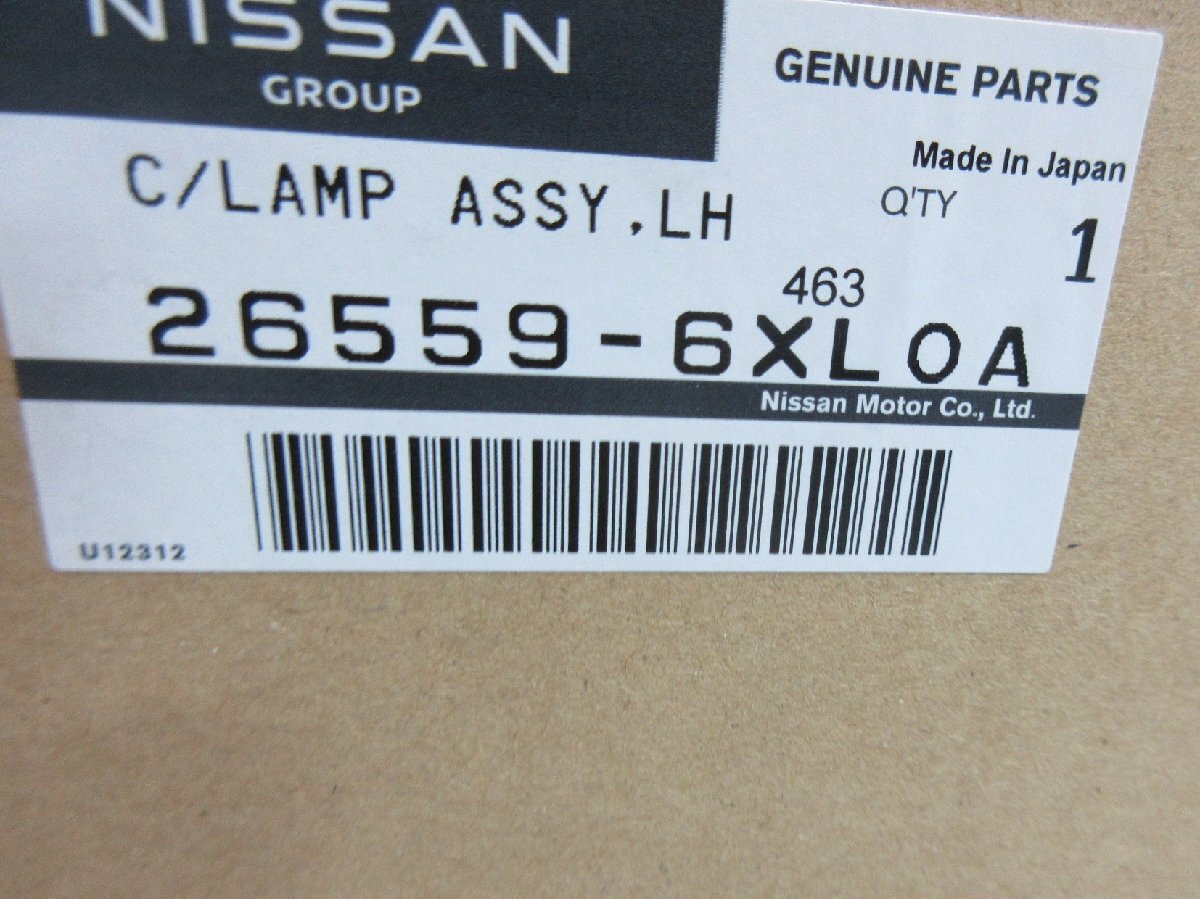 NISSAN
GROUP
GENUINE PARTS
Made In Japan
C/LAMP ASSY,LH
Q'TY
1
463
26559-6XL0A
Nissan Motor Co., Ltd.
U12312